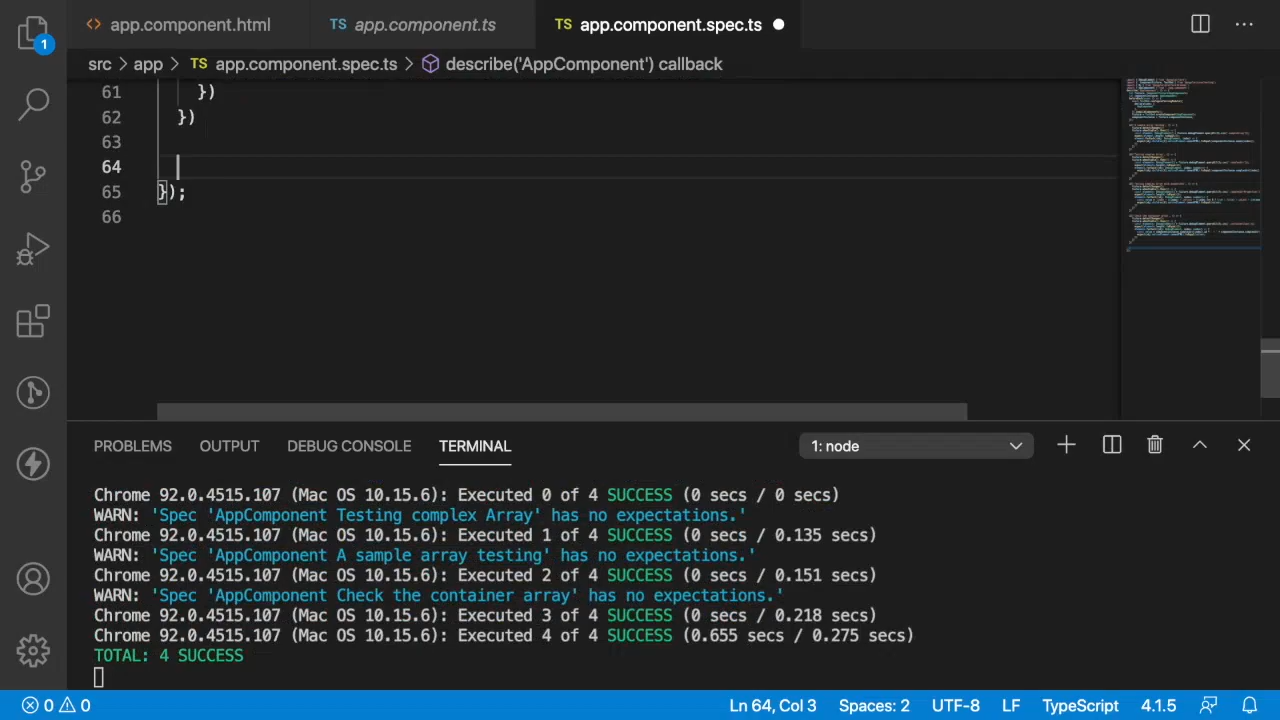 <> app.component.html TS app.component.ts TS app.component.spec.ts
1
src > app > TS app.component.spec.ts > describe('AppComponent') callback
61 })
62 })
63
64
65 });
66
PROBLEMS OUTPUT DEBUG CONSOLE TERMINAL 1: node
Chrome 92.0.4515.107 (Mac OS 10.15.6): Executed 0 of 4 SUCCESS (0 secs / 0 secs)
WARN: 'Spec 'AppComponent Testing complex Array' has no expectations.'
Chrome 92.0.4515.107 (Mac OS 10.15.6): Executed 1 of 4 SUCCESS (0 secs / 0.135 secs)
WARN: 'Spec 'AppComponent A sample array testing' has no expectations.'
Chrome 92.0.4515.107 (Mac OS 10.15.6): Executed 2 of 4 SUCCESS (0 secs / 0.151 secs)
WARN: 'Spec 'AppComponent Check the container array' has no expectations.'
Chrome 92.0.4515.107 (Mac OS 10.15.6): Executed 3 of 4 SUCCESS (0 secs / 0.218 secs)
Chrome 92.0.4515.107 (Mac OS 10.15.6): Executed 4 of 4 SUCCESS (0.655 secs / 0.275 secs)
TOTAL: 4 SUCCESS
0 0 Ln 64, Col 3 Spaces: 2 UTF-8 LF TypeScript 4.1.5